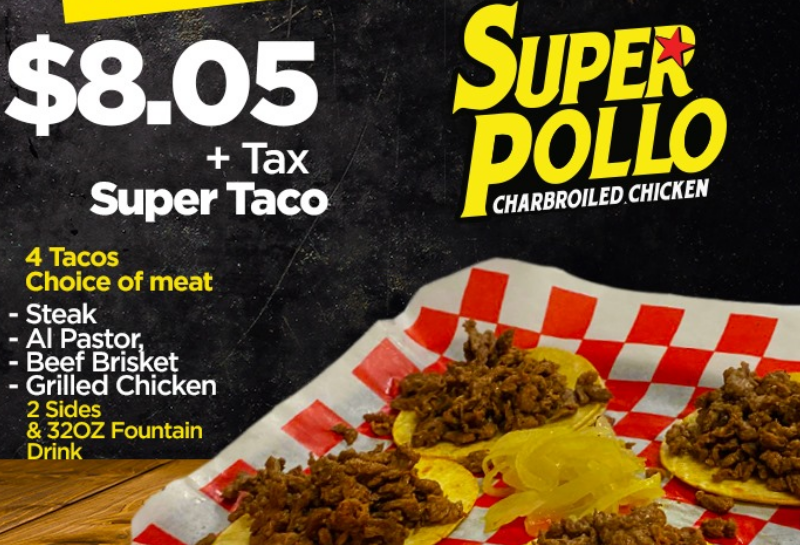 $8.05
+ Tax
Super Taco
4 Tacos
Choice of meat
- Steak
- Al Pastor,
- Beef Brisket
- Grilled Chicken
2 Sides
& 32OZ Fountain
Drink
SUPER
POLLO
CHARBROILED CHICKEN